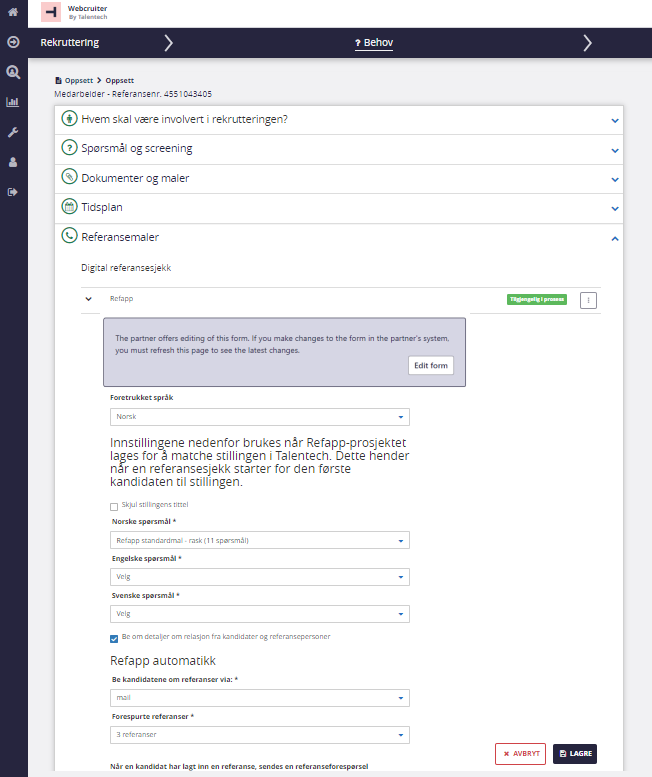 Webcruiter
By Talentech
Rekruttering
? Behov
Oppsett > Oppsett
Medarbeider - Referansenr. 4551043405
Hvem skal være involvert i rekrutteringen?
Spørsmål og screening
Dokumenter og maler
Tidsplan
Referansemaler
Digital referansesjekk
Refapp
Tilgjengelig i prosess
The partner offers editing of this form. If you make changes to the form in the partner's system,
you must refresh this page to see the latest changes.
Edit form
Foretrukket språk
Norsk
Innstillingene nedenfor brukes når Refapp-prosjektet
lages for å matche stillingen i Talentech. Dette hender
når en referansesjekk starter for den første
kandidaten til stillingen.
Skjul stillingens tittel
Norske spørsmål *
Refapp standardmal - rask (11 spørsmål)
Engelske spørsmål *
Velg
Svenske spørsmål *
Velg
Be om detaljer om relasjon fra kandidater og referansepersoner
Refapp automatikk
Be kandidatene om referanser via: *
mail
Forespurte referanser *
3 referanser
AVBRYT
LAGRE
Når en kandidat har lagt inn en referanse, sendes en referanseforespørsel